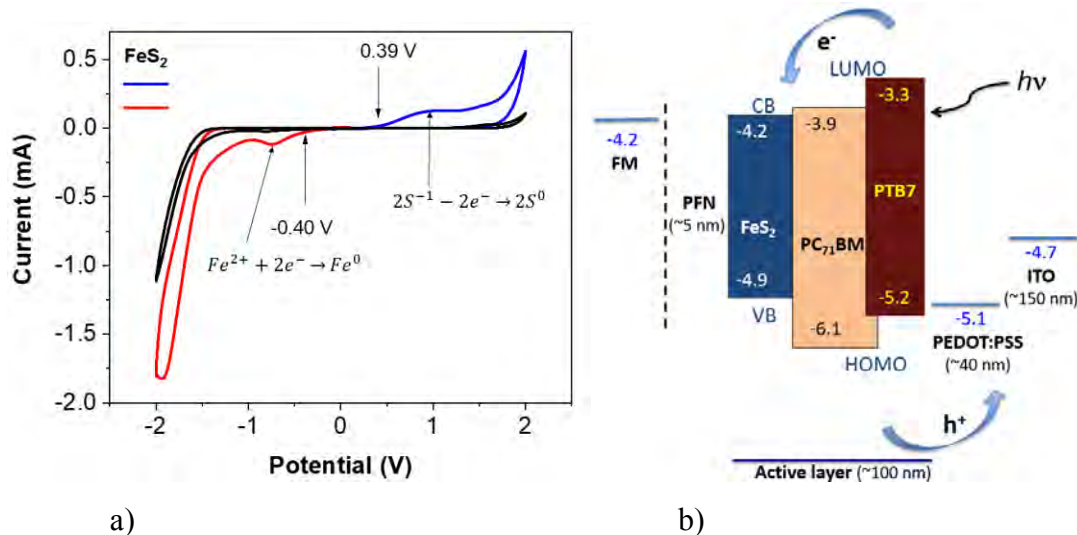 FeS₂
0.39 V
2S⁻¹ − 2e⁻ → 2S⁰
-0.40 V
Fe²⁺ + 2e⁻ → Fe⁰
0.5
0.0
-0.5
-1.0
-1.5
-2.0
Current (mA)
-2
-1
0
1
2
Potential (V)
a)
e⁻
LUMO
hν
CB
-3.3
-4.2
FM
-4.2
-3.9
PFN
(~5 nm)
FeS₂
PC₇₁BM
PTB7
-4.7
ITO
(~150 nm)
-4.9
-5.2
VB
-6.1
-5.1
PEDOT:PSS
(~40 nm)
HOMO
h⁺
Active layer (~100 nm)
b)